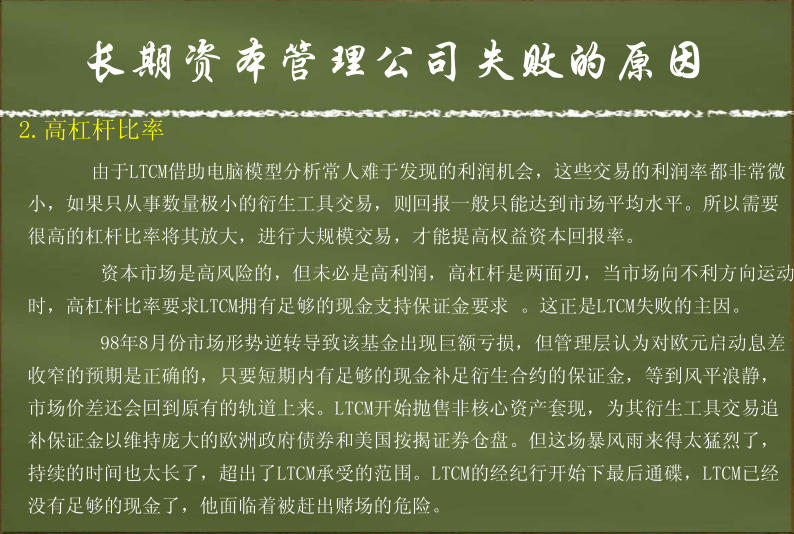 长期资本管理公司失败的原因
2.高杠杆比率
由于LTCM借助电脑模型分析常人难于发现的利润机会，这些交易的利润率都非常微
小，如果只从事数量极小的衍生工具交易，则回报一般只能达到市场平均水平。所以需要
很高的杠杆比率将其放大，进行大规模交易，才能提高权益资本回报率。
资本市场是高风险的，但未必是高利润，高杠杆是两面刃，当市场向不利方向运动
时，高杠杆比率要求LTCM拥有足够的现金支持保证金要求 。这正是LTCM失败的主因。
98年8月份市场形势逆转导致该基金出现巨额亏损，但管理层认为对欧元启动息差
收窄的预期是正确的，只要短期内有足够的现金补足衍生合约的保证金，等到风平浪静，
市场价差还会回到原有的轨道上来。LTCM开始抛售非核心资产套现，为其衍生工具交易追
补保证金以维持庞大的欧洲政府债券和美国按揭证券仓盘。但这场暴风雨来得太猛烈了，
持续的时间也太长了，超出了LTCM承受的范围。LTCM的经纪行开始下最后通碟，LTCM已经
没有足够的现金了，他面临着被赶出赌场的危险。